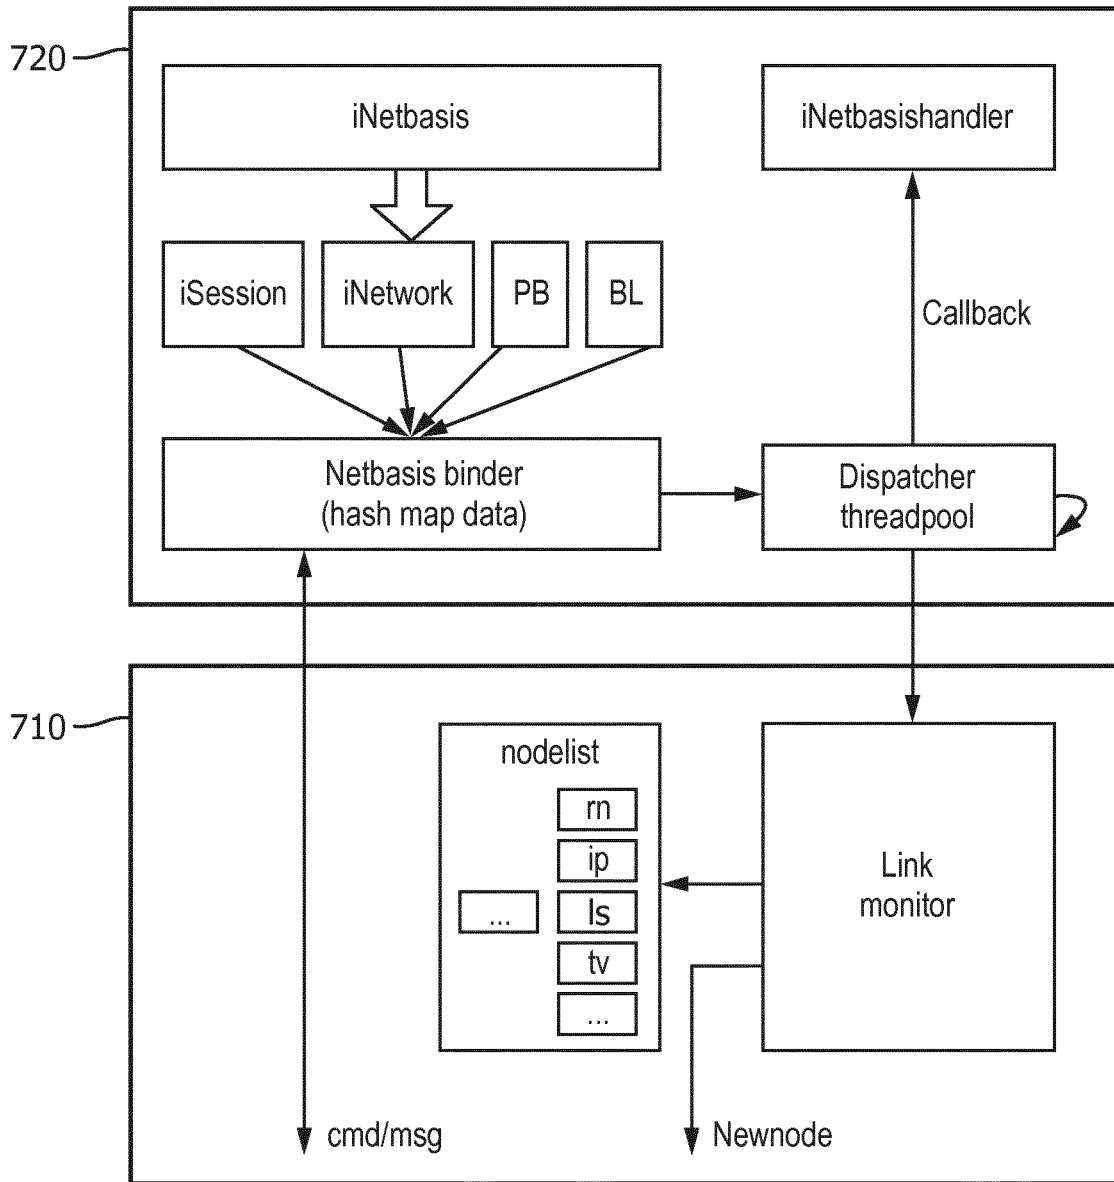 720
iNetbasis
iNetbasishandler
iSession
iNetwork
PB
BL
Callback
Netbasis binder
(hash map data)
Dispatcher
threadpool
710
nodelist
rn
ip
...
ls
tv
...
Link
monitor
cmd/msg
Newnode